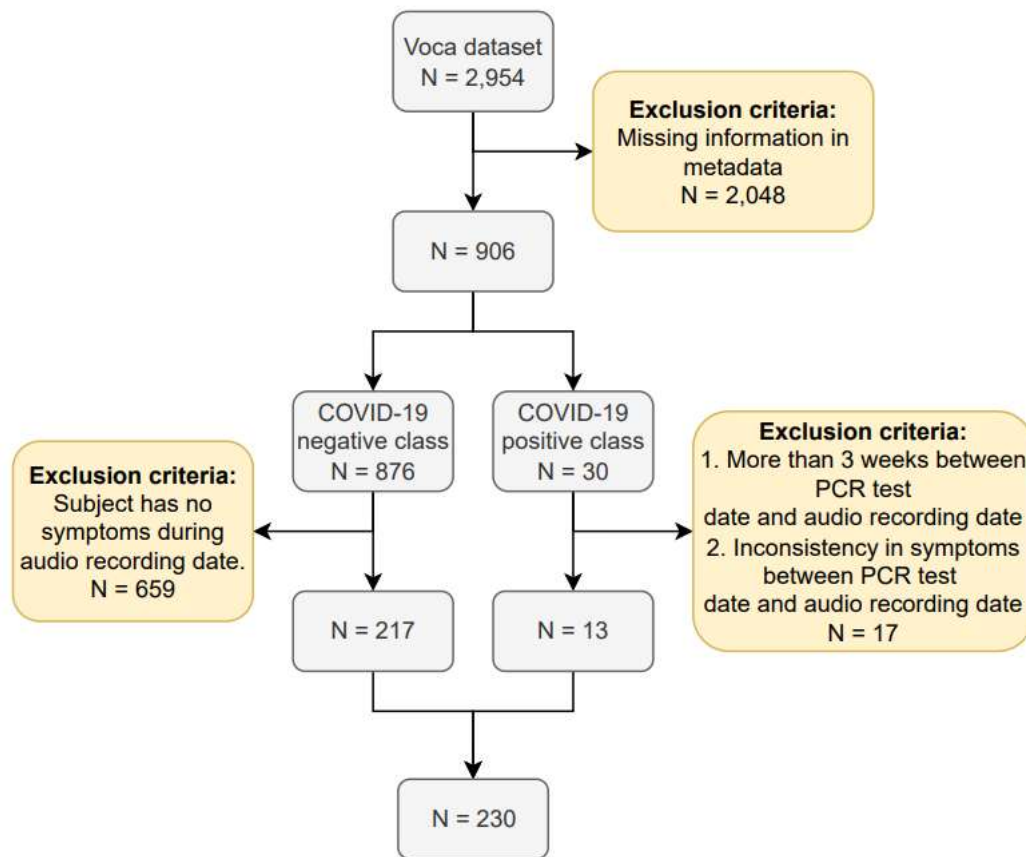 Voca dataset
N = 2,954
Exclusion criteria:
Missing information in
metadata
N = 2,048
N = 906
COVID-19
negative class
N = 876
COVID-19
positive class
N = 30
Exclusion criteria:
Subject has no
symptoms during
audio recording date.
N = 659
Exclusion criteria:
1. More than 3 weeks between
PCR test
date and audio recording date
2. Inconsistency in symptoms
between PCR test
date and audio recording date
N = 17
N = 217
N = 13
N = 230